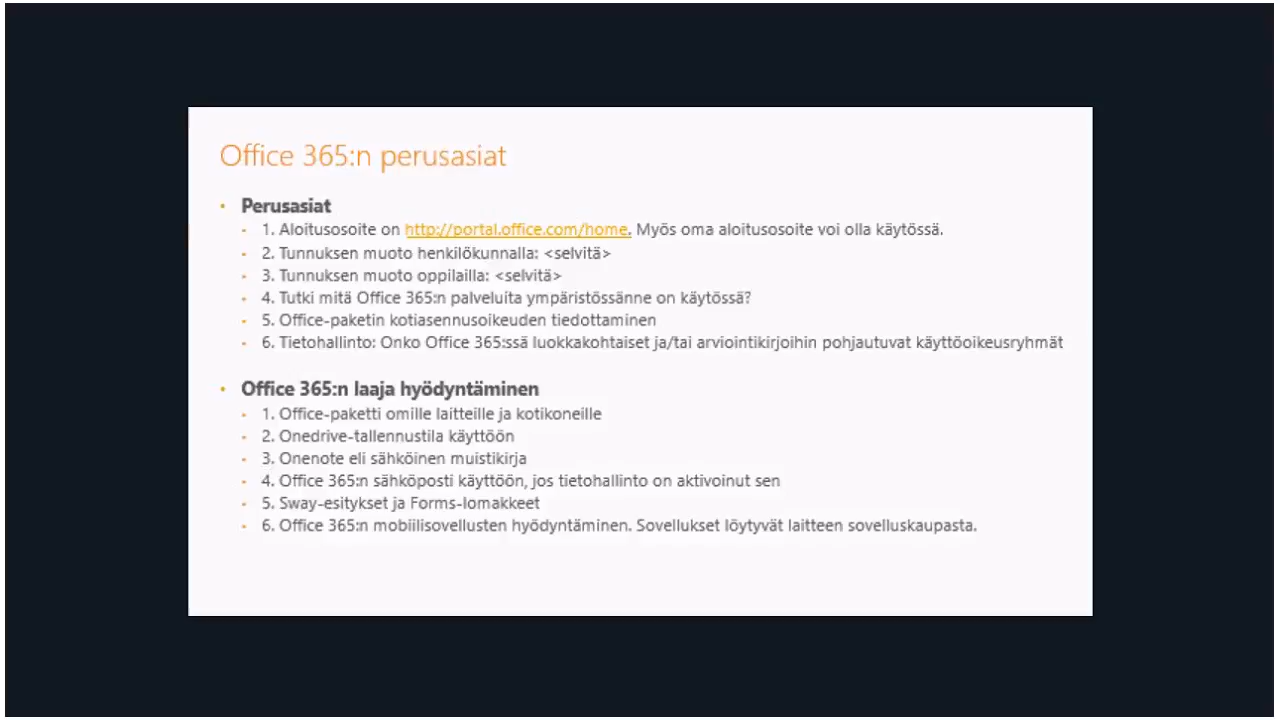 Office 365:n perusasiat
• Perusasiat
- 1. Aloitusosoite on http://portal.office.com/home. Myös oma aloitusosoite voi olla käytössä.
- 2. Tunnuksen muoto henkilökunnalla: <selvitä>
- 3. Tunnuksen muoto oppilailla: <selvitä>
- 4. Tutki mitä Office 365:n palveluita ympäristössänne on käytössä?
- 5. Office-paketin kotiasennusoikeuden tiedottaminen
- 6. Tietohallinto: Onko Office 365:ssä luokkakohtaiset ja/tai arviointikirjoihin pohjautuvat käyttöoikeusryhmät
• Office 365:n laaja hyödyntäminen
- 1. Office-paketti omille laitteille ja kotikoneille
- 2. Onedrive-tallennustila käyttöön
- 3. Onenote eli sähköinen muistikirja
- 4. Office 365:n sähköposti käyttöön, jos tietohallinto on aktivoinut sen
- 5. Sway-esitykset ja Forms-lomakkeet
- 6. Office 365:n mobiilisovellusten hyödyntäminen. Sovellukset löytyvät laitteen sovelluskaupasta.